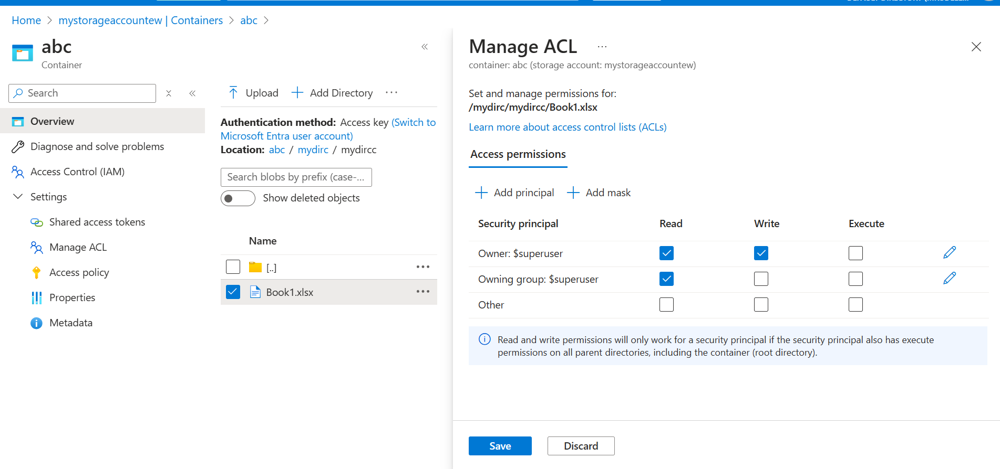 Home > mystorageaccountew | Containers > abc >
abc
Container
Search
Overview
Diagnose and solve problems
Access Control (IAM)
Settings
Shared access tokens
Manage ACL
Access policy
Properties
Metadata
Upload
Add Directory
Authentication method: Access key (Switch to
Microsoft Entra user account)
Location: abc / mydirc / mydircc
Search blobs by prefix (case-...
Show deleted objects
Name
[..]
Book1.xlsx
Manage ACL
container: abc (storage account: mystorageaccountew)
Set and manage permissions for:
/mydirc/mydircc/Book1.xlsx
Learn more about access control lists (ACLs)
Access permissions
Add principal
Add mask
Security principal Read Write Execute
Owner: $superuser
Owning group: $superuser
Other
Read and write permissions will only work for a security principal if the security principal also has execute
permissions on all parent directories, including the container (root directory).
Save
Discard